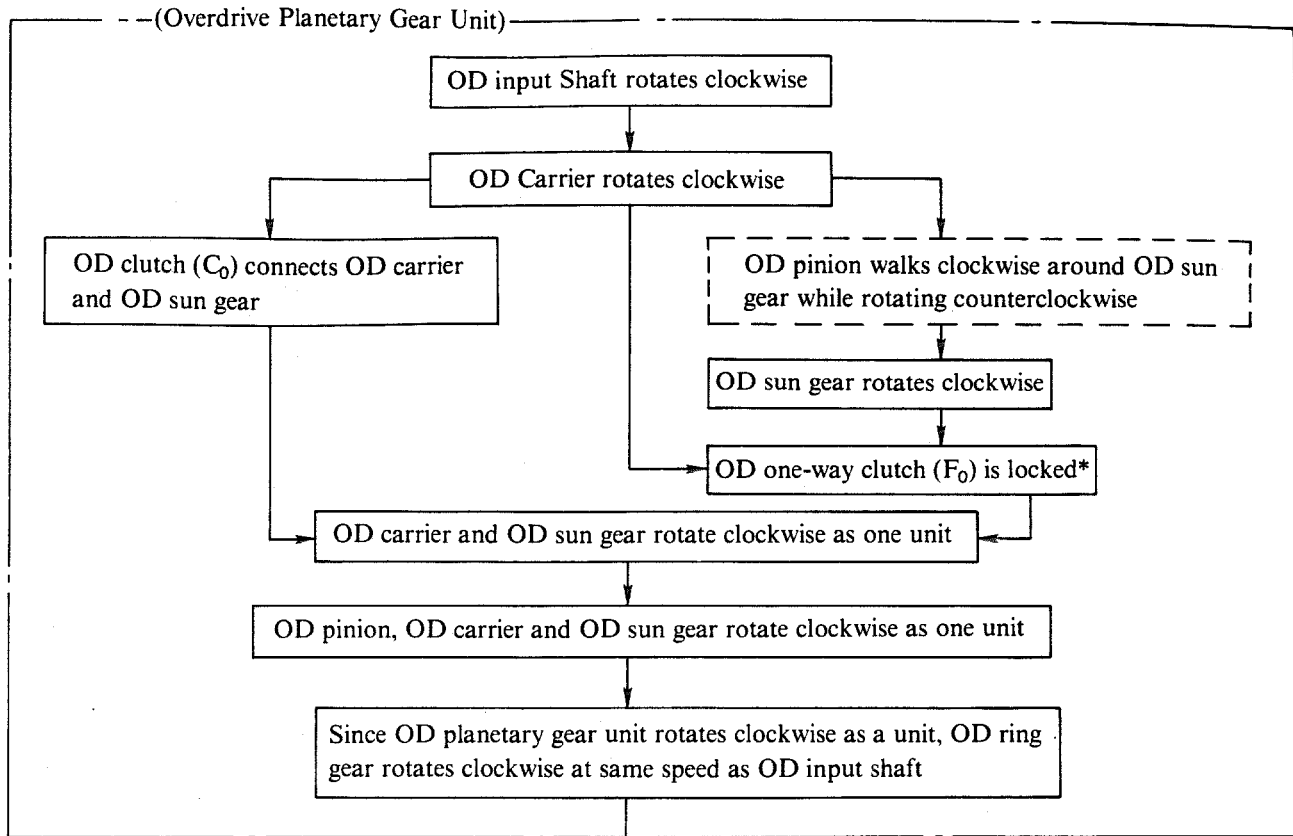 (Overdrive Planetary Gear Unit)
OD input Shaft rotates clockwise
OD Carrier rotates clockwise
OD clutch (C₀) connects OD carrier
and OD sun gear
OD pinion walks clockwise around OD sun
gear while rotating counterclockwise
OD sun gear rotates clockwise
OD one-way clutch (F₀) is locked*
OD carrier and OD sun gear rotate clockwise as one unit
OD pinion, OD carrier and OD sun gear rotate clockwise as one unit
Since OD planetary gear unit rotates clockwise as a unit, OD ring
gear rotates clockwise at same speed as OD input shaft